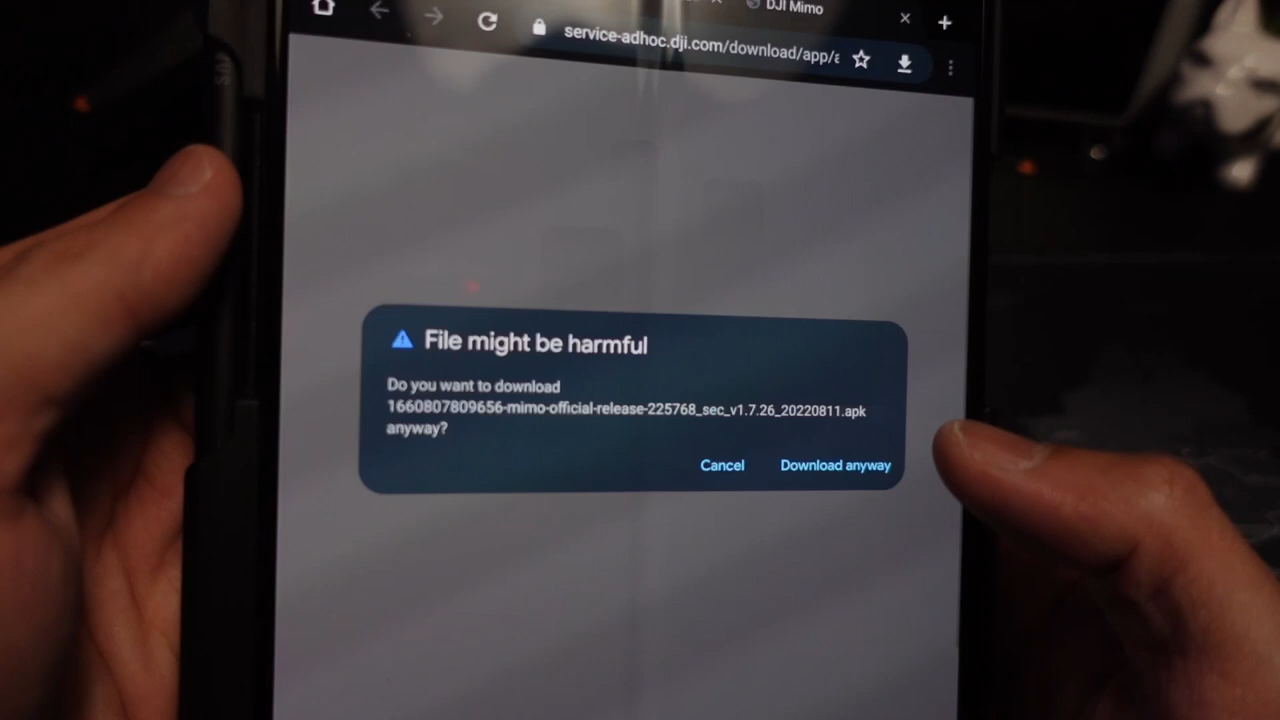 DJI Mimo
service-adhoc.dji.com/download/app/a
File might be harmful
Do you want to download
1660807809656-mimo-official-release-225768_sec_v1.7.26_20220811.apk
anyway?
Cancel
Download anyway